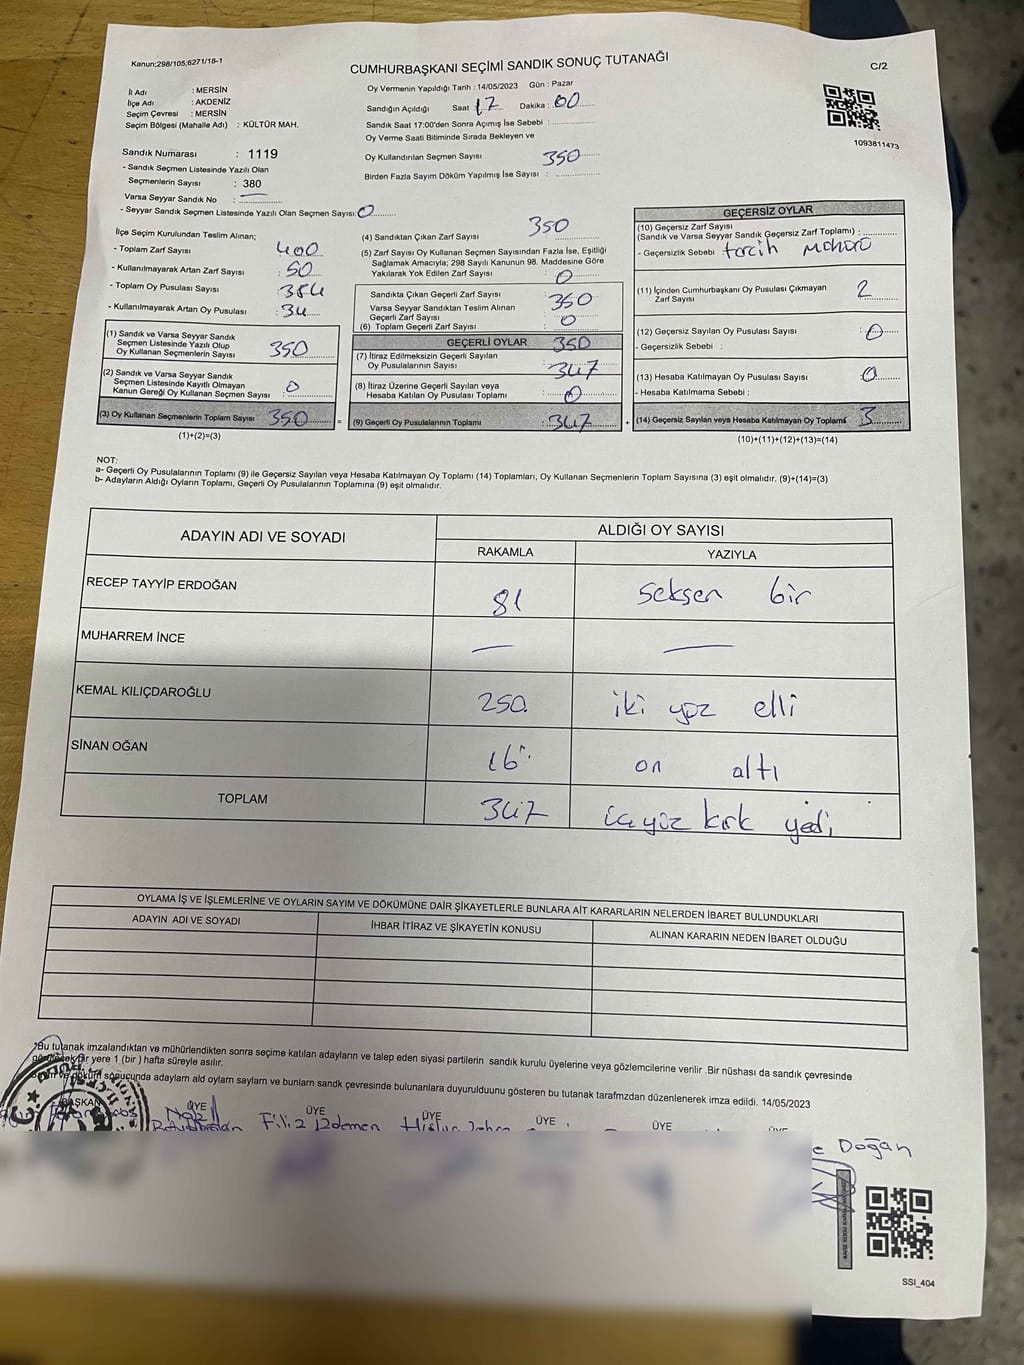 Kanun;298/105,6271/18-1
CUMHURBAŞKANI SEÇİMİ SANDIK SONUÇ TUTANAĞI
C/2
İl Adı : MERSİN
İlçe Adı : AKDENİZ
Seçim Çevresi : MERSİN
Seçim Bölgesi (Mahalle Adı) : KÜLTÜR MAH.
Oy Vermenin Yapıldığı Tarih : 14/05/2023 Gün : Pazar
Sandığın Açıldığı Saat 17 Dakika : 00
Sandık Saat 17:00'den Sonra Açımış İse Sebebi :
Oy Verme Saati Bitiminde Sırada Bekleyen ve
Oy Kullandırılan Seçmen Sayısı 350
Birden Fazla Sayım Döküm Yapılmış İse Sayısı :
1093811473
Sandık Numarası : 1119
- Sandık Seçmen Listesinde Yazılı Olan
Seçmenlerin Sayısı : 380
Varsa Seyyar Sandık No :
- Seyyar Sandık Seçmen Listesinde Yazılı Olan Seçmen Sayısı: 0
İlçe Seçim Kurulundan Teslim Alınan;
- Toplam Zarf Sayısı 400
- Kullanılmayarak Artan Zarf Sayısı : 50
- Toplam Oy Pusulası Sayısı : 384
- Kullanılmayarak Artan Oy Pusulası : 34
(1) Sandık ve Varsa Seyyar Sandık
Seçmen Listesinde Yazılı Olup
Oy Kullanan Seçmenlerin Sayısı 350
(2) Sandık ve Varsa Seyyar Sandık
Seçmen Listesinde Kayıtlı Olmayan
Kanun Gereği Oy Kullanan Seçmen Sayısı : 0
(3) Oy Kullanan Seçmenlerin Toplam Sayısı 350
(1)+(2)=(3)
=
(4) Sandıktan Çıkan Zarf Sayısı 350
(5) Zarf Sayısı Oy Kullanan Seçmen Sayısından Fazla İse, Eşitliği
Sağlamak Amacıyla; 298 Sayılı Kanunun 98. Maddesine Göre
Yakılarak Yok Edilen Zarf Sayısı : 0
Sandıkta Çıkan Geçerli Zarf Sayısı : 350
Varsa Seyyar Sandıktan Teslim Alınan
Geçerli Zarf Sayısı : 0
(6) Toplam Geçerli Zarf Sayısı
GEÇERLİ OYLAR 350
(7) İtiraz Edilmeksizin Geçerli Sayılan
Oy Pusulasının Sayısı : 347
(8) İtiraz Üzerine Geçerli Sayılan veya
Hesaba Katılan Oy Pusulası Toplamı : 0
(9) Geçerli Oy Pusulalarının Toplamı : 347
+
GEÇERSİZ OYLAR
(10) Geçersiz Zarf Sayısı
(Sandık ve Varsa Seyyar Sandık Geçersiz Zarf Toplamı) :
- Geçersizlik Sebebi : tercih mühürü
(11) İçinden Cumhurbaşkanı Oy Pusulası Çıkmayan
Zarf Sayısı 2
(12) Geçersiz Sayılan Oy Pusulası Sayısı : 0
- Geçersizlik Sebebi :
(13) Hesaba Katılmayan Oy Pusulası Sayısı : 0
- Hesaba Katılmama Sebebi :
(14) Geçersiz Sayılan veya Hesaba Katılmayan Oy Toplamı : 3
(10)+(11)+(12)+(13)=(14)
NOT:
a- Geçerli Oy Pusulalarının Toplamı (9) ile Geçersiz Sayılan veya Hesaba Katılmayan Oy Toplamı (14) Toplamları, Oy Kullanan Seçmenlerin Toplam Sayısına (3) eşit olmalıdır. (9)+(14)=(3)
b- Adayların Aldığı Oyların Toplamı, Geçerli Oy Pusulalarının Toplamına (9) eşit olmalıdır.
ADAYIN ADI VE SOYADI
ALDIĞI OY SAYISI
RAKAMLA YAZIYLA
RECEP TAYYİP ERDOĞAN 81 seksen bir
MUHARREM İNCE — —
KEMAL KILIÇDAROĞLU 250 iki yüz elli
SİNAN OĞAN 16 on altı
TOPLAM 347 üçyüz kırk yedi
OYLAMA İŞ VE İŞLEMLERİNE VE OYLARIN SAYIM VE DÖKÜMÜNE DAİR ŞİKAYETLERLE BUNLARA AİT KARARLARIN NELERDEN İBARET BULUNDUKLARI
ADAYIN ADI VE SOYADI İHBAR İTİRAZ VE ŞİKAYETİN KONUSU ALINAN KARARIN NEDEN İBARET OLDUĞU
*Bu tutanak imzalandıktan ve mühürlendikten sonra seçime katılan adayların ve talep eden siyasi partilerin sandık kurulu üyelerine veya gözlemcilerine verilir .Bir nüshası da sandık çevresinde
bir yere 1 (bir ) hafta süreyle asılır.
döküm sonucunda adaylam ald oylam saylarn ve bunlarn sandk çevresinde bulunanlara duyurulduunu gösteren bu tutanak tarafmzdan düzenlenerek imza edildi. 14/05/2023
BAŞKAN ÜYE ÜYE ÜYE ÜYE ÜYE
Filiz
Doğan
SSI_404